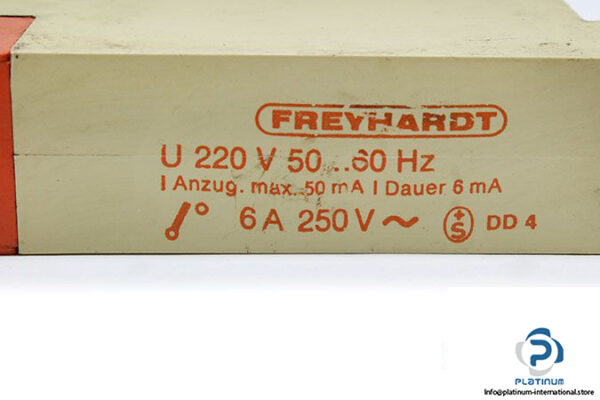 FREYHARDT
U 220 V 50...60 Hz
I Anzug. max. 50 mA I Dauer 6 mA
6 A 250 V ~
+S DD 4
P
PLATINUM
Info@platinum-international.store